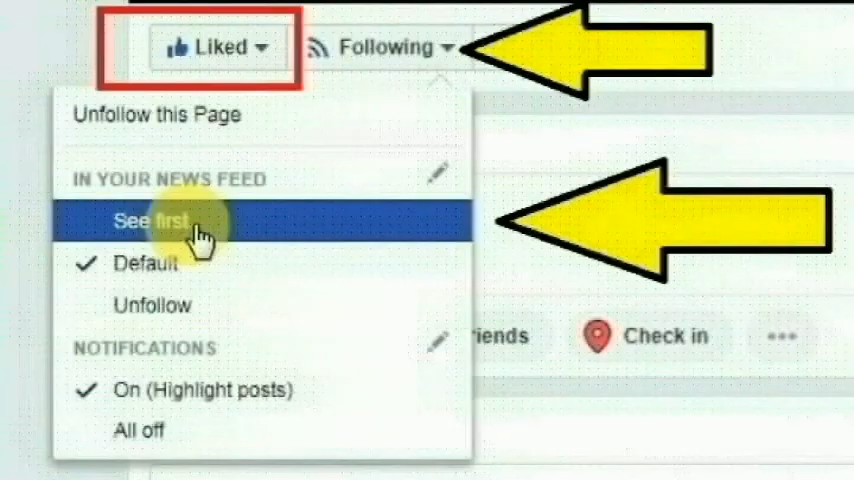 Liked Following
Unfollow this Page
IN YOUR NEWS FEED
See first
Default
Unfollow
riends Check in
NOTIFICATIONS
On (Highlight posts)
All off